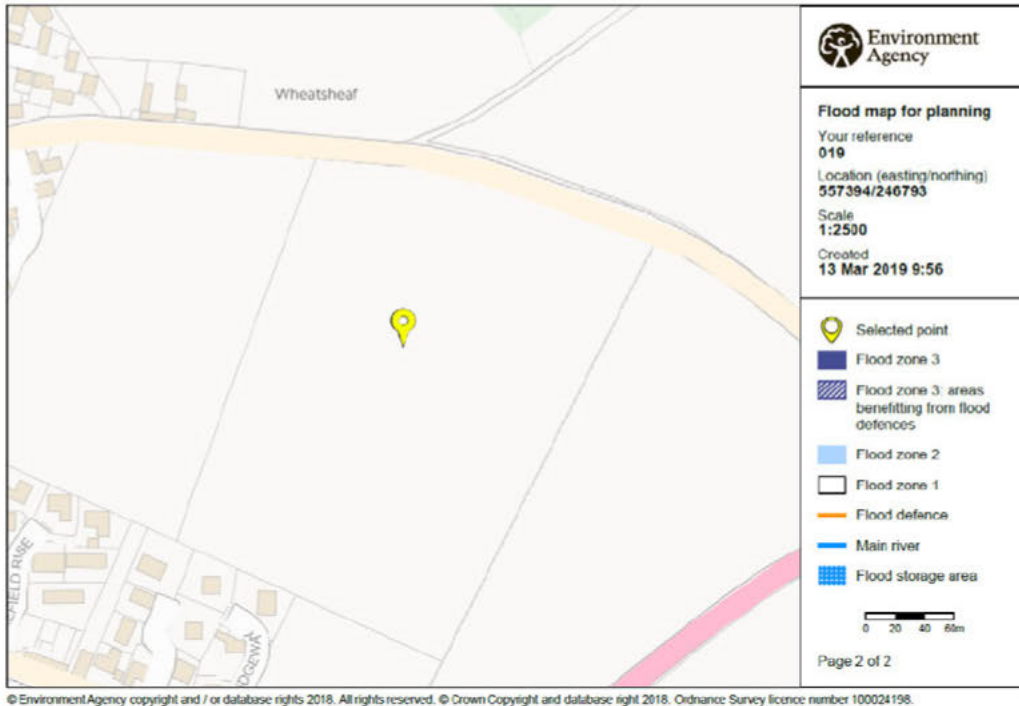 Wheatsheaf
FIELD RISE
DGEWAY
Environment
Agency
Flood map for planning
Your reference
019
Location (easting/northing)
557394/246793
Scale
1:2500
Created
13 Mar 2019 9:56
Selected point
Flood zone 3
Flood zone 3: areas
benefitting from flood
defences
Flood zone 2
Flood zone 1
Flood defence
Main river
Flood storage area
0 20 40 60m
Page 2 of 2
© Environment Agency copyright and / or database rights 2018. All rights reserved. © Crown Copyright and database right 2018. Ordnance Survey licence number 100024198.